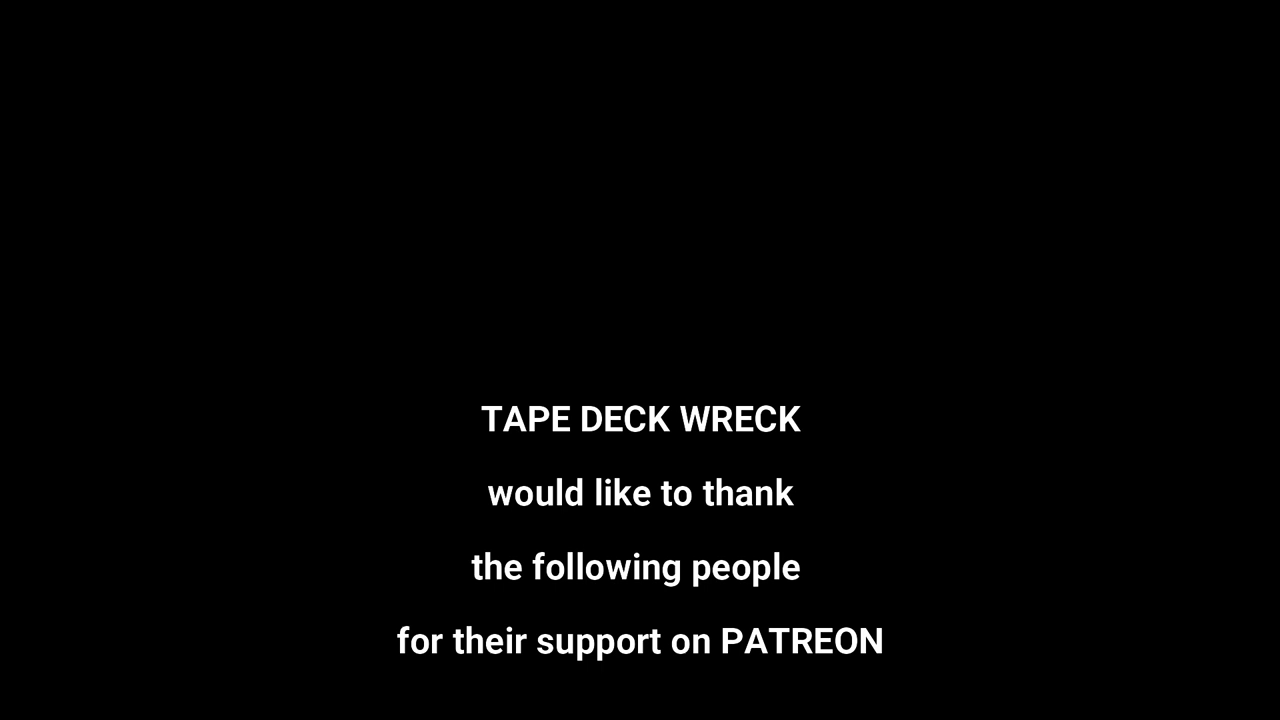 TAPE DECK WRECK
would like to thank
the following people
for their support on PATREON